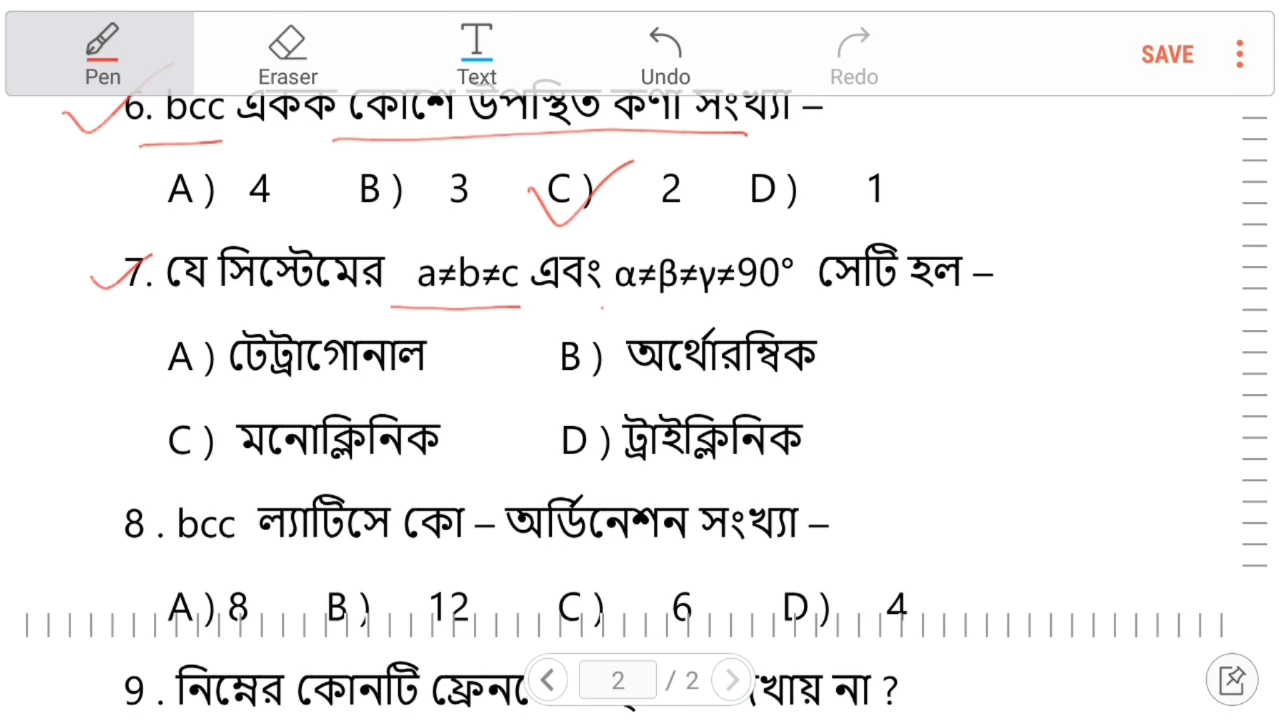 Pen Eraser Text Undo Redo SAVE
6. bcc একক কোশে উপস্থিত কণা সংখ্যা –
A ) 4 B ) 3 C ) 2 D ) 1
7. যে সিস্টেমের a≠b≠c এবং α≠β≠γ≠90° সেটি হল –
A ) টেট্রাগোনাল B ) অর্থোরম্বিক
C ) মনোক্লিনিক D ) ট্রাইক্লিনিক
8 . bcc ল্যাটিসে কো – অর্ডিনেশন সংখ্যা –
A ) 8 B ) 12 C ) 6 D ) 4
9 . নিম্নের কোনটি না ?
2 / 2